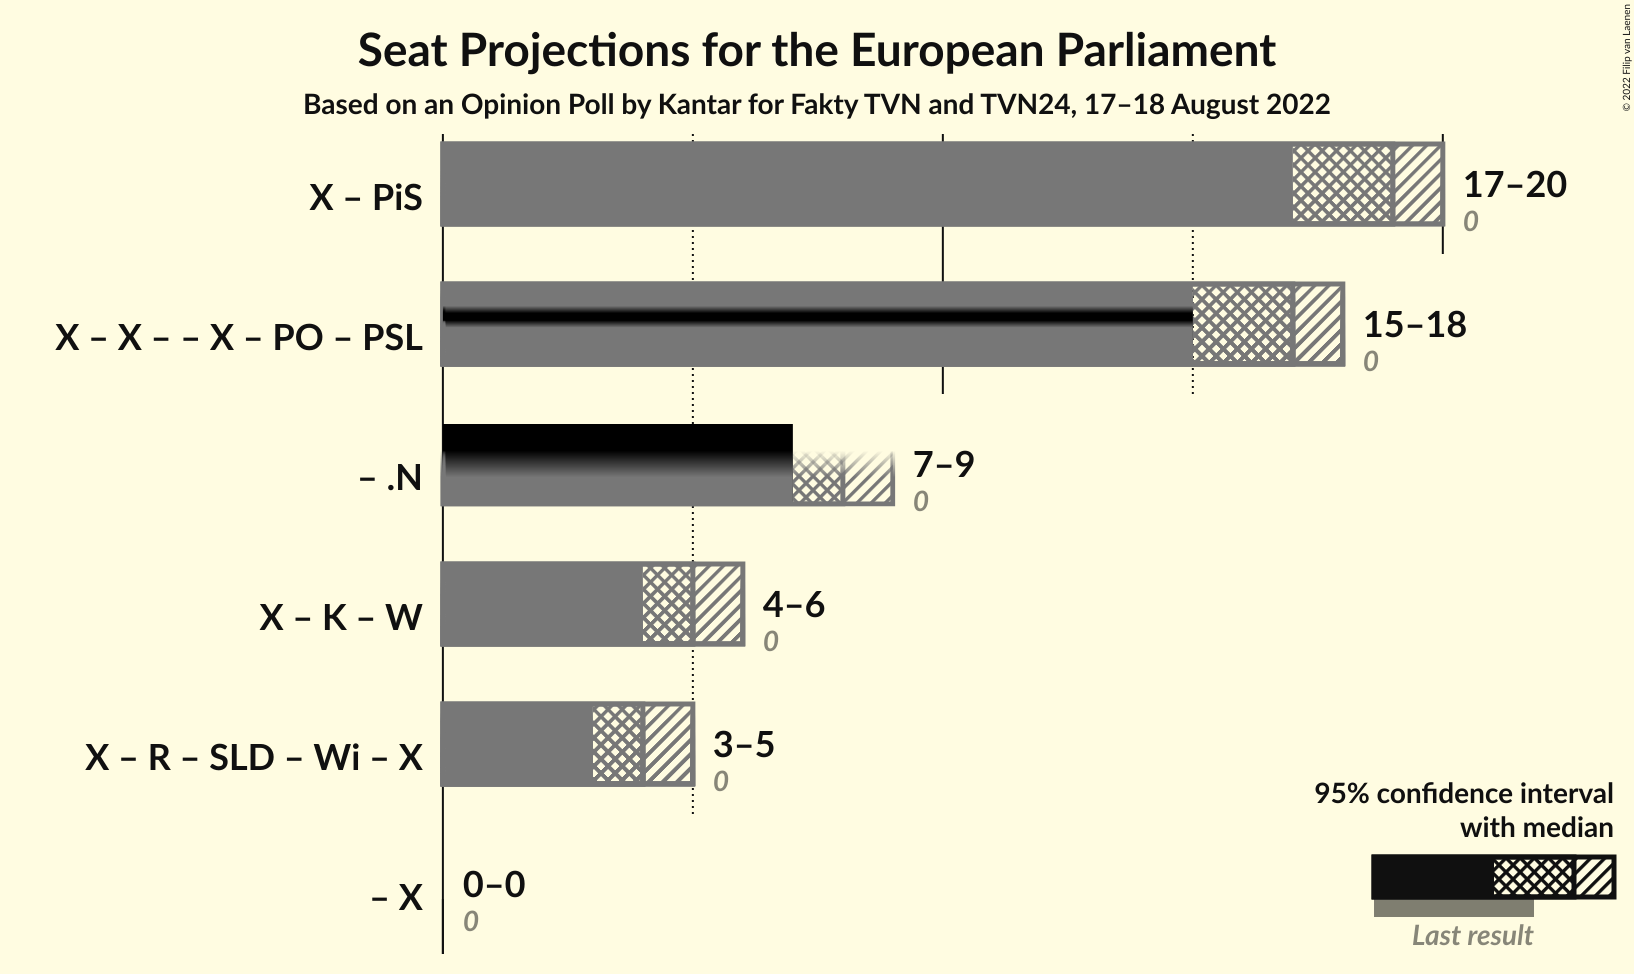 Seat Projections for the European Parliament
Based on an Opinion Poll by Kantar for Fakty TVN and TVN24, 17–18 August 2022
© 2022 Filip van Laenen
X – PiS
17–20
0
X – X – – X – PO – PSL
15–18
0
– .N
7–9
0
X – K – W
4–6
0
X – R – SLD – Wi – X
3–5
0
– X
0–0
0
95% confidence interval
with median
Last result